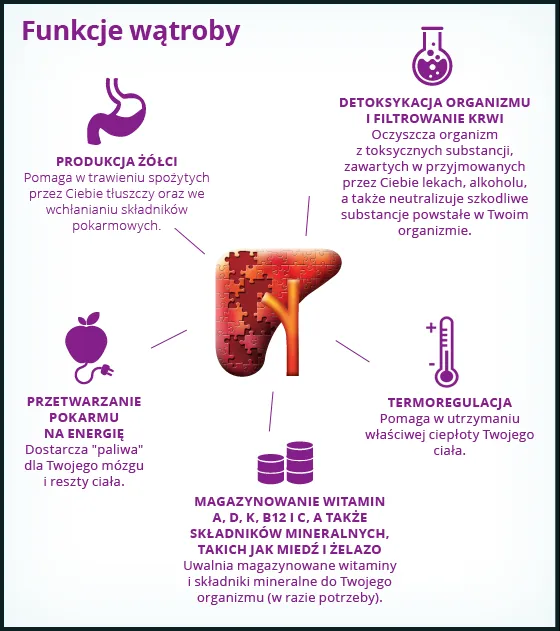 Funkcje wątroby
PRODUKCJA ŻÓŁCI
Pomaga w trawieniu spożytych
przez Ciebie tłuszczy oraz we
wchłanianiu składników
pokarmowych.
DETOKSYKACJA ORGANIZMU
I FILTROWANIE KRWI
Oczyszcza organizm
z toksycznych substancji,
zawartych w przyjmowanych
przez Ciebie lekach, alkoholu,
a także neutralizuje szkodliwe
substancje powstałe w Twoim
organizmie.
PRZETWARZANIE
POKARMU
NA ENERGIĘ
Dostarcza "paliwa"
dla Twojego mózgu
i reszty ciała.
TERMOREGULACJA
Pomaga w utrzymaniu
właściwej ciepłoty Twojego
ciała.
MAGAZYNOWANIE WITAMIN
A, D, K, B12 I C, A TAKŻE
SKŁADNIKÓW MINERALNYCH,
TAKICH JAK MIEDŹ I ŻELAZO
Uwalnia magazynowane witaminy
i składniki mineralne do Twojego
organizmu (w razie potrzeby).